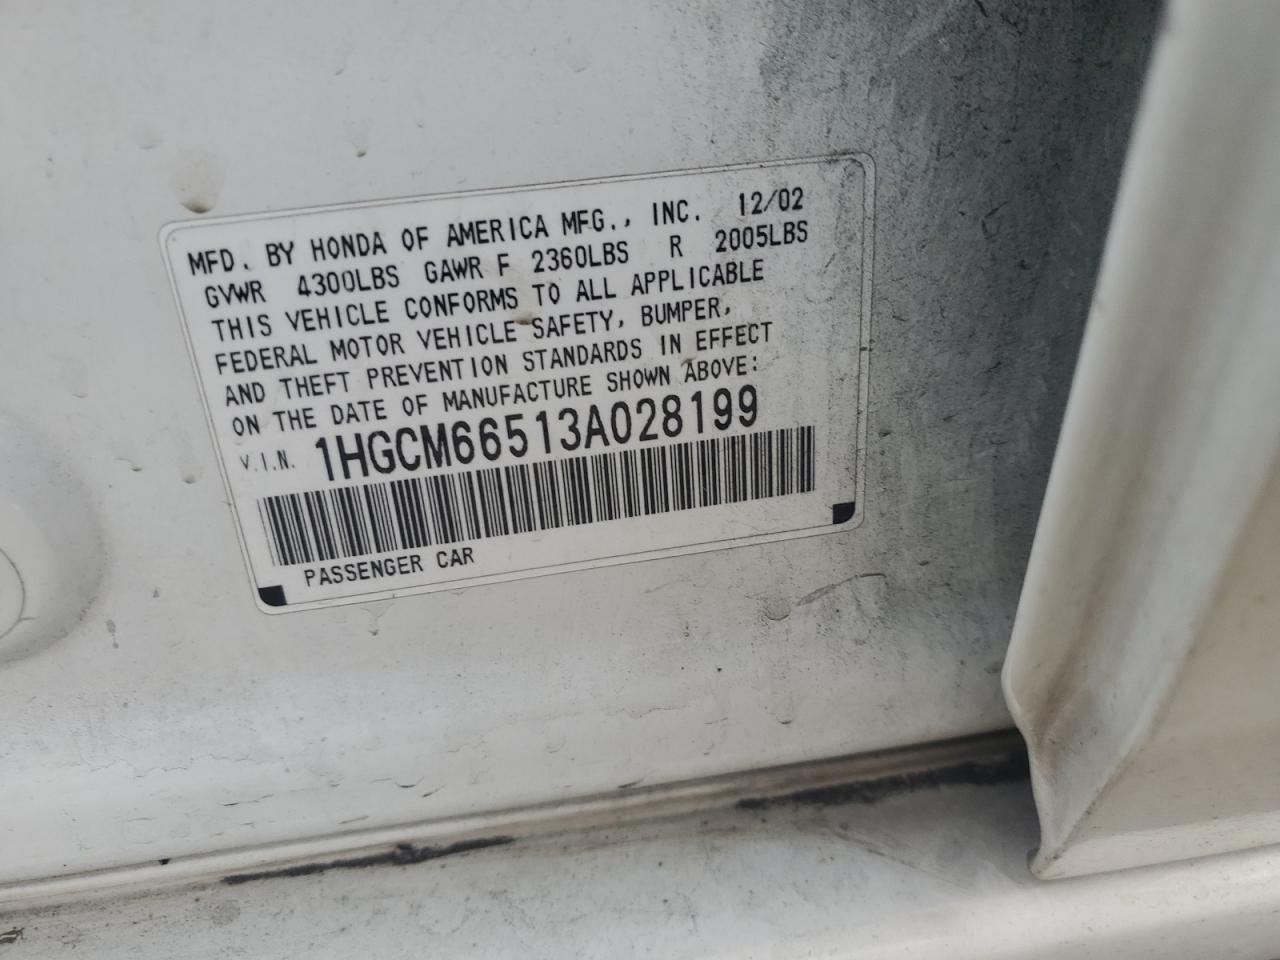 MFD. BY HONDA OF AMERICA MFG., INC. 12/02
GVWR 4300LBS GAWR F 2360LBS R 2005LBS
THIS VEHICLE CONFORMS TO ALL APPLICABLE
FEDERAL MOTOR VEHICLE SAFETY, BUMPER,
AND THEFT PREVENTION STANDARDS IN EFFECT
ON THE DATE OF MANUFACTURE SHOWN ABOVE:
V.I.N. 1HGCM66513A028199
PASSENGER CAR